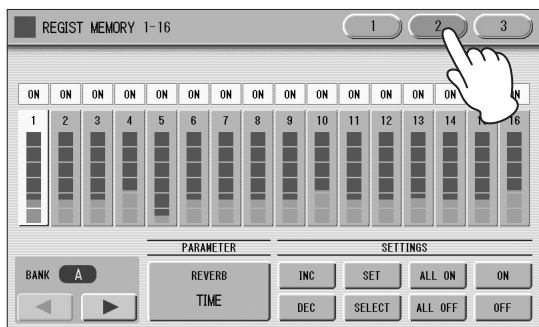 REGIST MEMORY 1-16 1 2 3
ON ON ON ON ON ON ON ON ON ON ON ON ON ON ON
1 2 3 4 5 6 7 8 9 10 11 12 13 14 16
PARAMETER SETTINGS
BANK A REVERB INC SET ALL ON ON
TIME DEC SELECT ALL OFF OFF